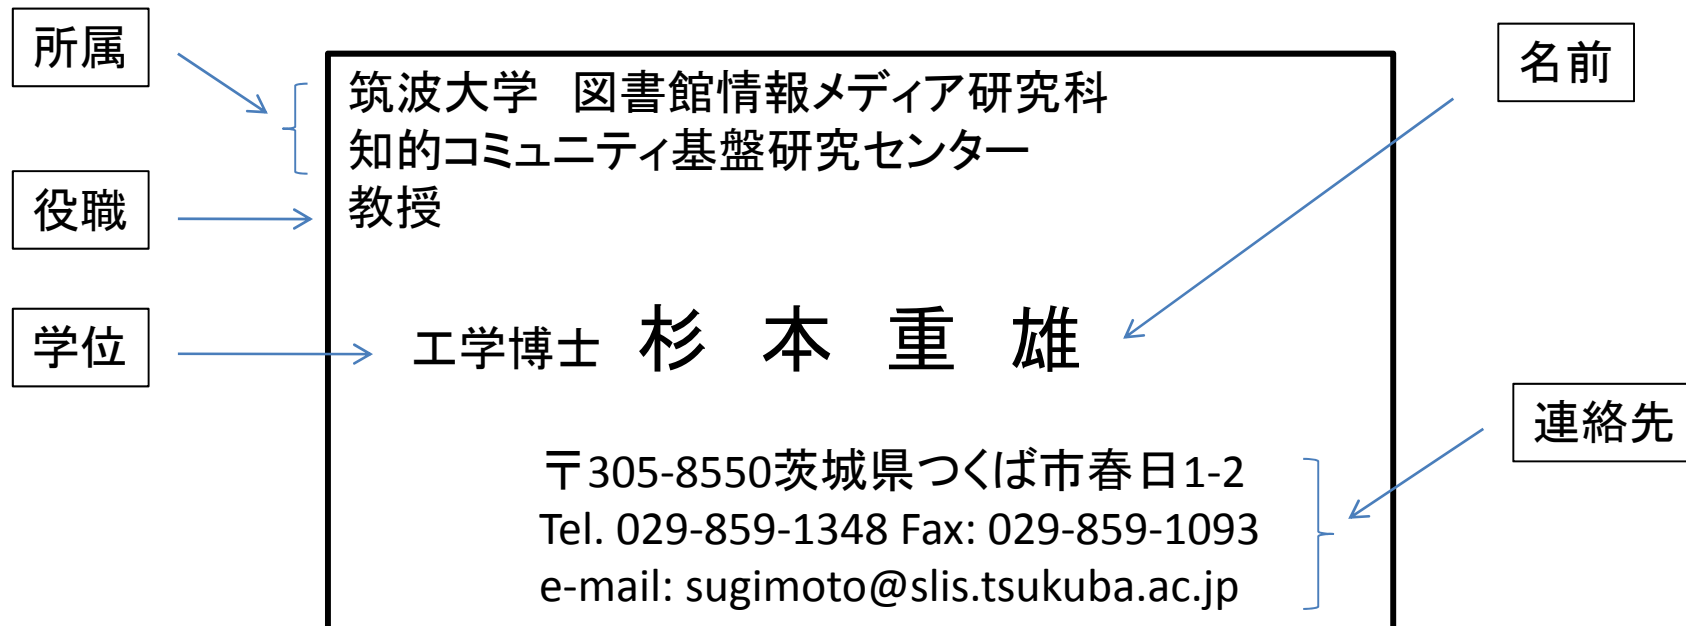 所属
名前
筑波大学　図書館情報メディア研究科
知的コミュニティ基盤研究センター
役職
教授
学位
工学博士 杉　本　重　雄
連絡先
〒305-8550茨城県つくば市春日1-2
Tel. 029-859-1348 Fax: 029-859-1093
e-mail: sugimoto@slis.tsukuba.ac.jp